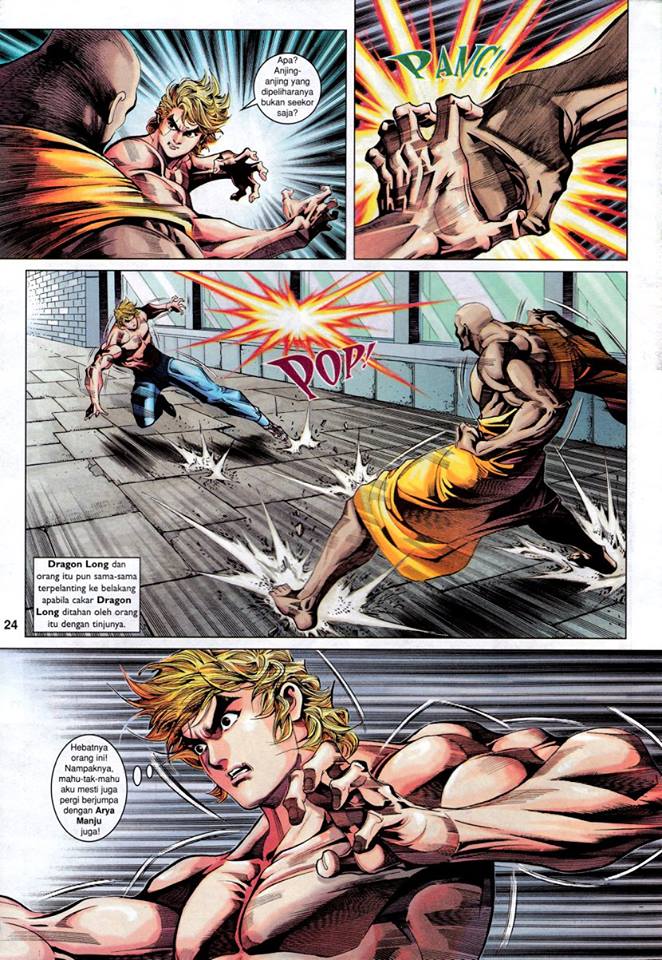 Apa?
Anjing-
anjing yang
dipeliharanya
bukan seekor
saja?
PANG!
POP!
Dragon Long dan
orang itu pun sama-sama
terpelanting ke belakang
apabila cakar Dragon
Long ditahan oleh orang
itu dengan tinjunya.
24
Hebatnya
orang ini!
Nampaknya,
mahu-tak-mahu
aku mesti juga
pergi berjumpa
dengan Arya
Manju
juga!